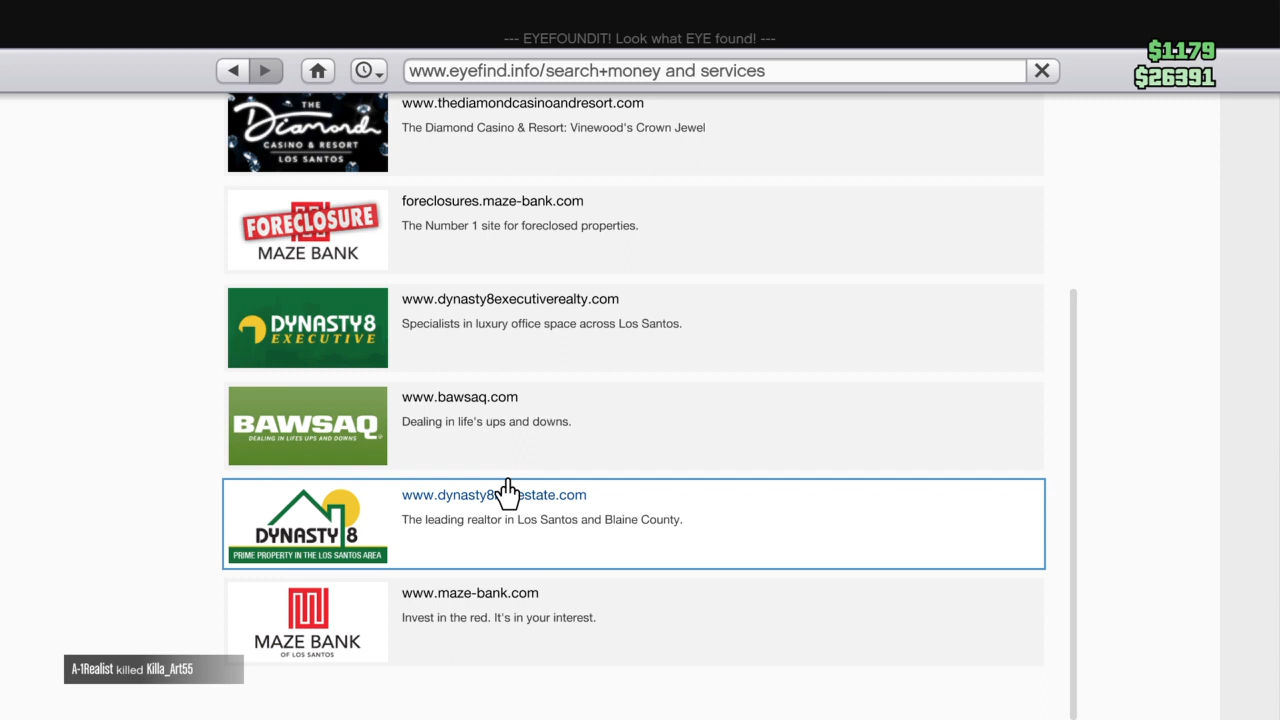 --- EYEFOUNDIT! Look what EYE found! ---
www.eyefind.info/search+money and services
$1179
$26391
THE
Diamond
CASINO & RESORT
LOS SANTOS
www.thediamondcasinoandresort.com
The Diamond Casino & Resort: Vinewood's Crown Jewel
FORECLOSURE
MAZE BANK
foreclosures.maze-bank.com
The Number 1 site for foreclosed properties.
DYNASTY8
EXECUTIVE
www.dynasty8executiverealty.com
Specialists in luxury office space across Los Santos.
BAWSAQ
DEALING IN LIFES UPS AND DOWNS
www.bawsaq.com
Dealing in life's ups and downs.
DYNASTY 8
PRIME PROPERTY IN THE LOS SANTOS AREA
www.dynasty8 estate.com
The leading realtor in Los Santos and Blaine County.
MAZE BANK
OF LOS SANTOS
www.maze-bank.com
Invest in the red. It's in your interest.
A-1Realist killed Killa_Art55